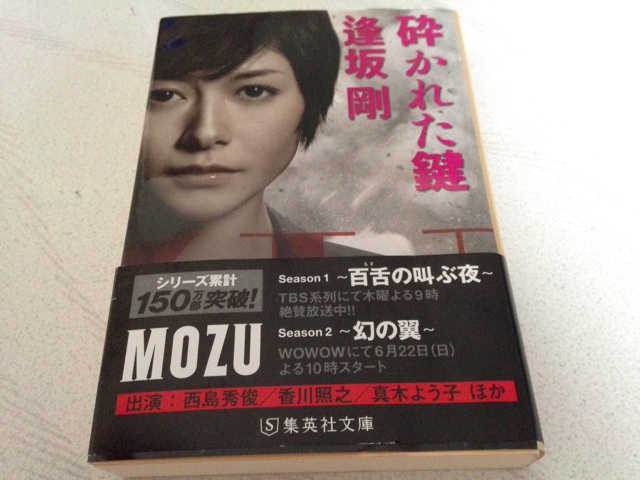 砕かれた鍵
逢坂 剛
シリーズ累計
150万部突破!
MOZU
Season 1 ～百舌の叫ぶ夜～
もず
TBS系列にて木曜よる9時
絶賛放送中!!
Season 2 ～幻の翼～
WOWOWにて6月22日(日)
よる10時スタート
出演：西島秀俊／香川照之／真木よう子 ほか
S 集英社文庫